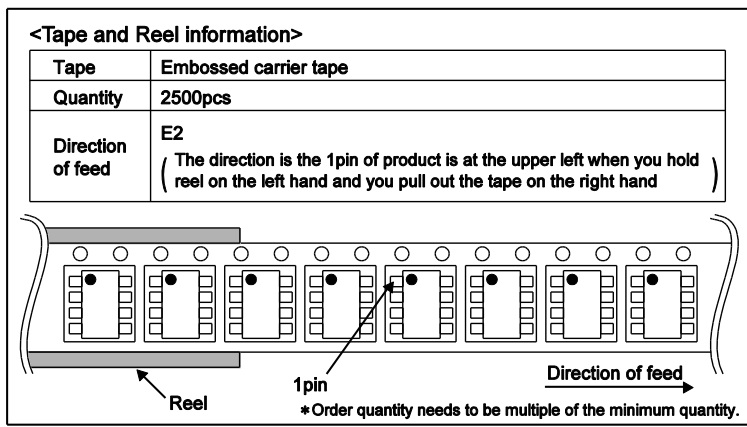 <Tape and Reel information>
Tape Embossed carrier tape
Quantity 2500pcs
Direction of feed E2
( The direction is the 1pin of product is at the upper left when you hold
reel on the left hand and you pull out the tape on the right hand )
Direction of feed
1pin
Reel
*Order quantity needs to be multiple of the minimum quantity.